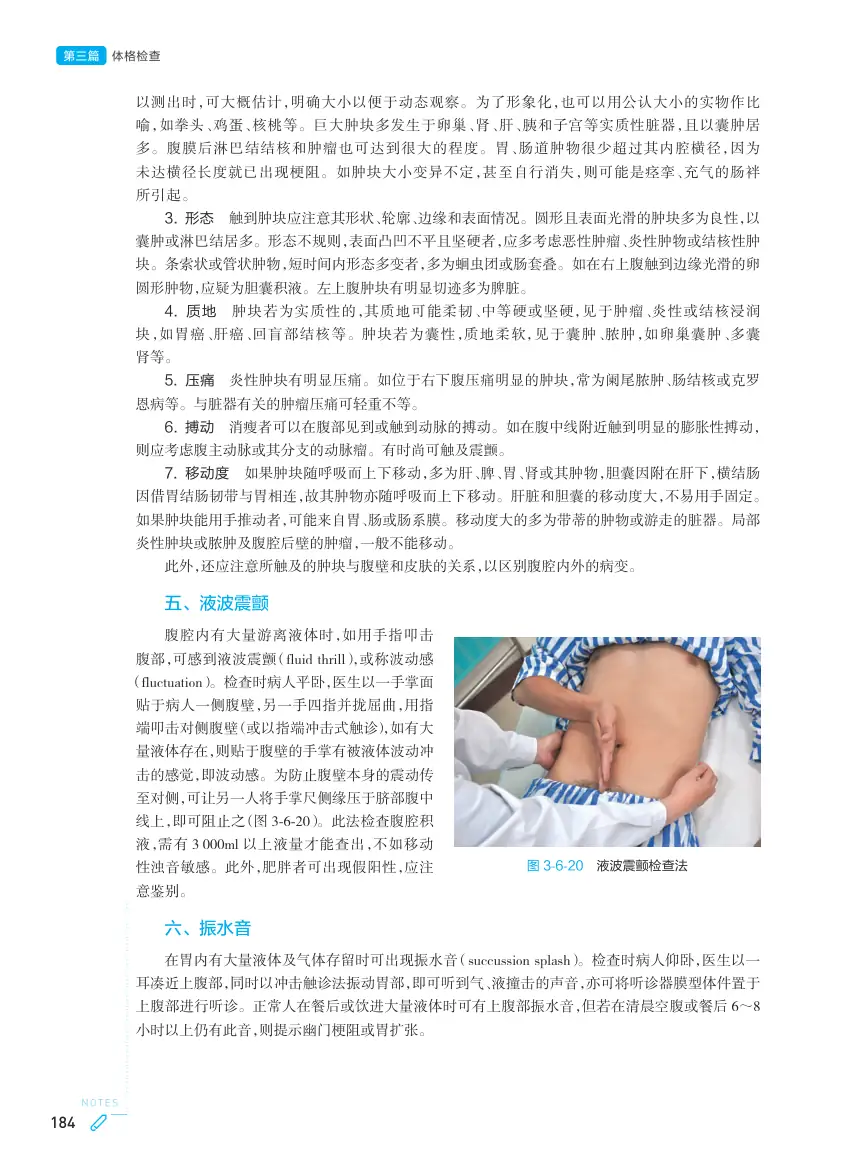 第三篇 体格检查
以测出时,可大概估计,明确大小以便于动态观察。为了形象化,也可以用公认大小的实物作比
喻,如拳头、鸡蛋、核桃等。巨大肿块多发生于卵巢、肾、肝、胰和子宫等实质性脏器,且以囊肿居
多。腹膜后淋巴结结核和肿瘤也可达到很大的程度。胃、肠道肿物很少超过其内腔横径,因为
未达横径长度就已出现梗阻。如肿块大小变异不定,甚至自行消失,则可能是痉挛、充气的肠袢
所引起。
3. 形态 触到肿块应注意其形状、轮廓、边缘和表面情况。圆形且表面光滑的肿块多为良性,以
囊肿或淋巴结居多。形态不规则,表面凸凹不平且坚硬者,应多考虑恶性肿瘤、炎性肿物或结核性肿
块。条索状或管状肿物,短时间内形态多变者,多为蛔虫团或肠套叠。如在右上腹触到边缘光滑的卵
圆形肿物,应疑为胆囊积液。左上腹肿块有明显切迹多为脾脏。
4. 质地 肿块若为实质性的,其质地可能柔韧、中等硬或坚硬,见于肿瘤、炎性或结核浸润
块,如胃癌、肝癌、回盲部结核等。肿块若为囊性,质地柔软,见于囊肿、脓肿,如卵巢囊肿、多囊
肾等。
5. 压痛 炎性肿块有明显压痛。如位于右下腹压痛明显的肿块,常为阑尾脓肿、肠结核或克罗
恩病等。与脏器有关的肿瘤压痛可轻重不等。
6. 搏动 消瘦者可以在腹部见到或触到动脉的搏动。如在腹中线附近触到明显的膨胀性搏动,
则应考虑腹主动脉或其分支的动脉瘤。有时尚可触及震颤。
7. 移动度 如果肿块随呼吸而上下移动,多为肝、脾、胃、肾或其肿物,胆囊因附在肝下,横结肠
因借胃结肠韧带与胃相连,故其肿物亦随呼吸而上下移动。肝脏和胆囊的移动度大,不易用手固定。
如果肿块能用手推动者,可能来自胃、肠或肠系膜。移动度大的多为带蒂的肿物或游走的脏器。局部
炎性肿块或脓肿及腹腔后壁的肿瘤,一般不能移动。
此外,还应注意所触及的肿块与腹壁和皮肤的关系,以区别腹腔内外的病变。
五、液波震颤
腹腔内有大量游离液体时,如用手指叩击
腹部,可感到液波震颤(fluid thrill),或称波动感
(fluctuation)。检查时病人平卧,医生以一手掌面
贴于病人一侧腹壁,另一手四指并拢屈曲,用指
端叩击对侧腹壁(或以指端冲击式触诊),如有大
量液体存在,则贴于腹壁的手掌有被液体波动冲
击的感觉,即波动感。为防止腹壁本身的震动传
至对侧,可让另一人将手掌尺侧缘压于脐部腹中
线上,即可阻止之(图 3-6-20)。此法检查腹腔积
液,需有 3 000ml 以上液量才能查出,不如移动
性浊音敏感。此外,肥胖者可出现假阳性,应注
意鉴别。
图 3-6-20 液波震颤检查法
六、振水音
在胃内有大量液体及气体存留时可出现振水音(succussion splash)。检查时病人仰卧,医生以一
耳凑近上腹部,同时以冲击触诊法振动胃部,即可听到气、液撞击的声音,亦可将听诊器膜型体件置于
上腹部进行听诊。正常人在餐后或饮进大量液体时可有上腹部振水音,但若在清晨空腹或餐后 6～8
小时以上仍有此音,则提示幽门梗阻或胃扩张。
NOTES
184